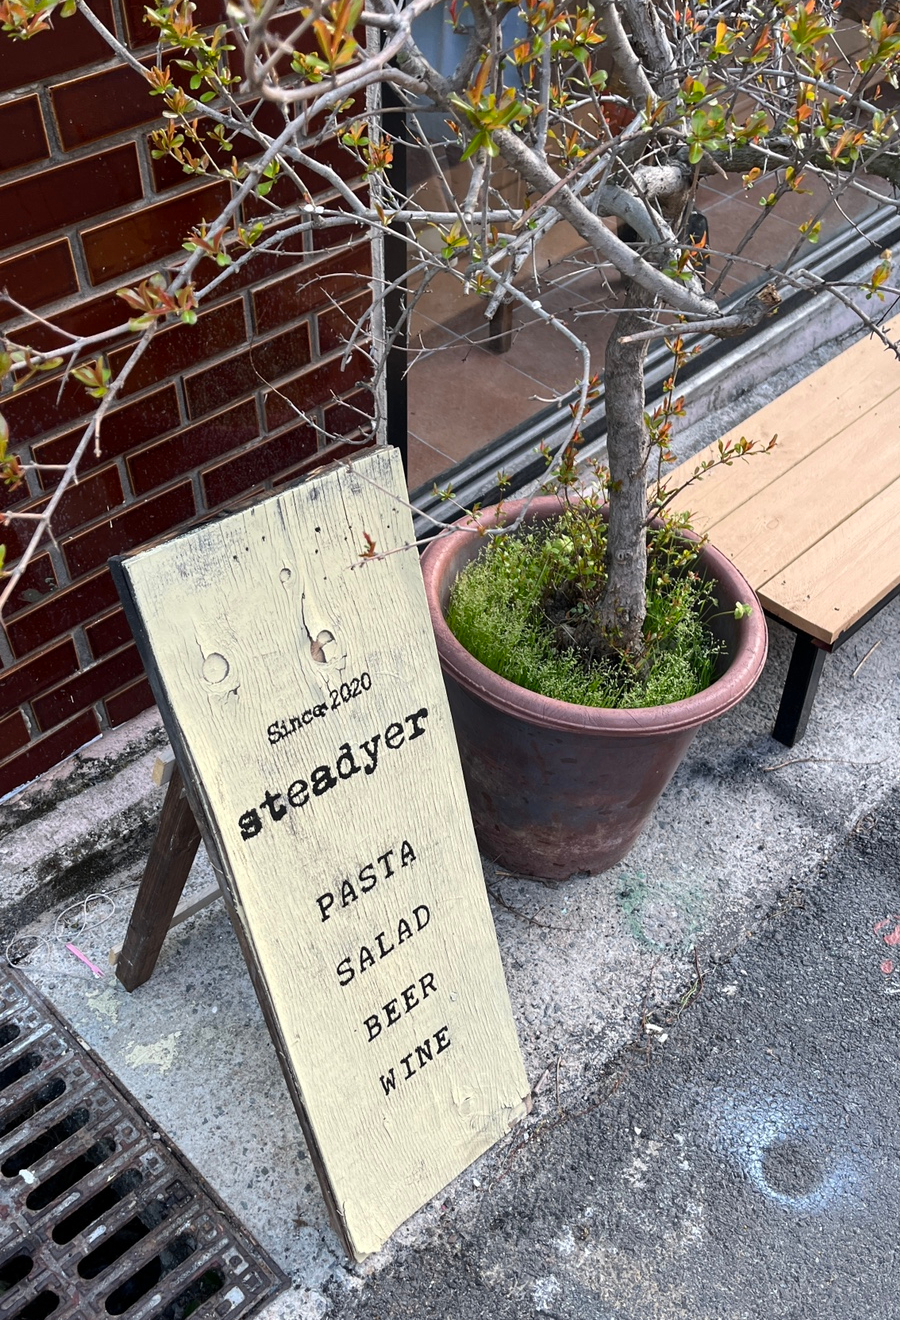 Since 2020
steadyer
PASTA
SALAD
BEER
WINE